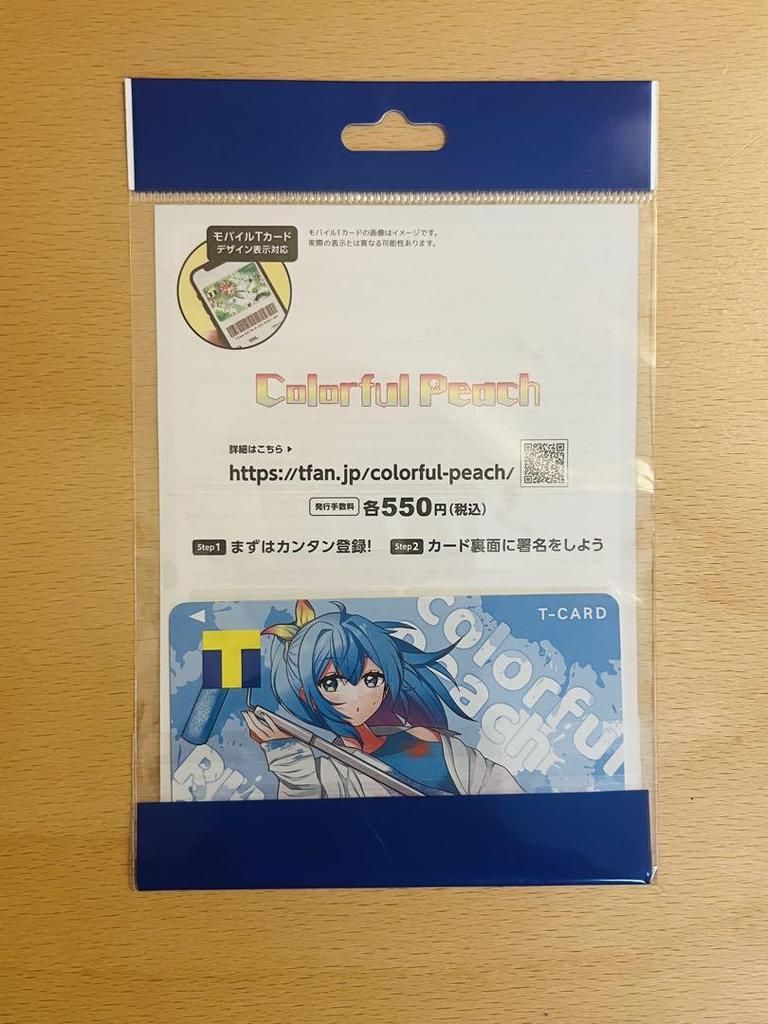 モバイルTカード
デザイン表示対応
モバイルTカードの画像はイメージです。
実際の表示とは異なる可能性あります。
Colorful Peach
詳細はこちら▶
https://tfan.jp/colorful-peach/
発行手数料 各550円(税込)
Step1 まずはカンタン登録! Step2 カード裏面に署名をしよう
T-CARD
T
Colorful
Peach